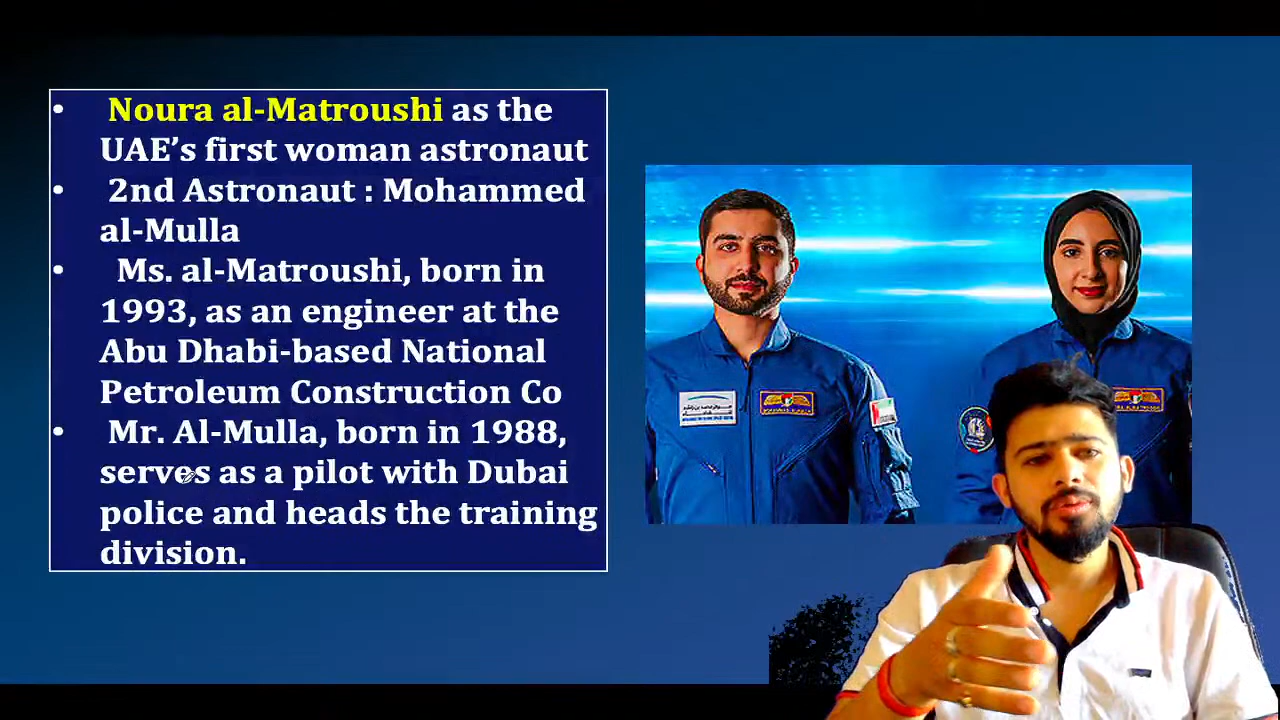 • Noura al-Matroushi as the
UAE’s first woman astronaut
• 2nd Astronaut : Mohammed
al-Mulla
• Ms. al-Matroushi, born in
1993, as an engineer at the
Abu Dhabi-based National
Petroleum Construction Co
• Mr. Al-Mulla, born in 1988,
serves as a pilot with Dubai
police and heads the training
division.